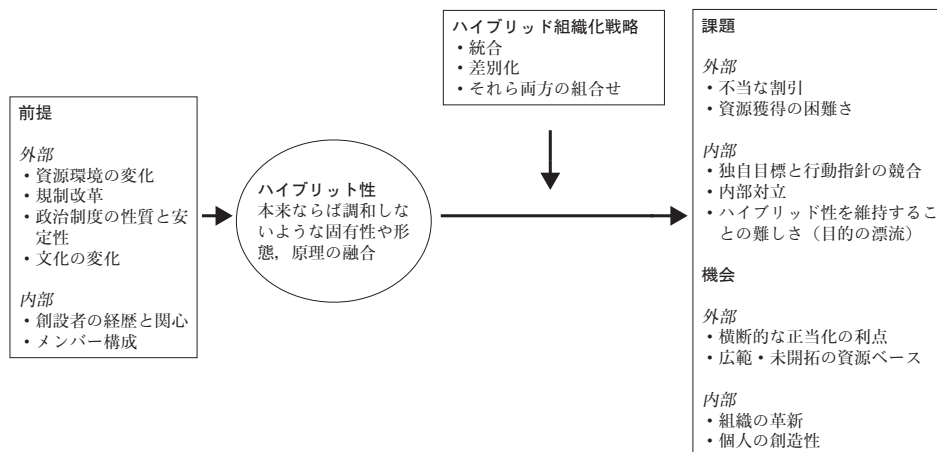 前提
外部
・資源環境の変化
・規制改革
・政治制度の性質と安
定性
・文化の変化
内部
・創設者の経歴と関心
・メンバー構成
ハイブリット性
本来ならば調和しな
いような固有性や形
態，原理の融合
ハイブリッド組織化戦略
・統合
・差別化
・それら両方の組合せ
課題
外部
・不当な割引
・資源獲得の困難さ
内部
・独自目標と行動指針の競合
・内部対立
・ハイブリッド性を維持するこ
との難しさ（目的の漂流）
機会
外部
・横断的な正当化の利点
・広範・未開拓の資源ベース
内部
・組織の革新
・個人の創造性